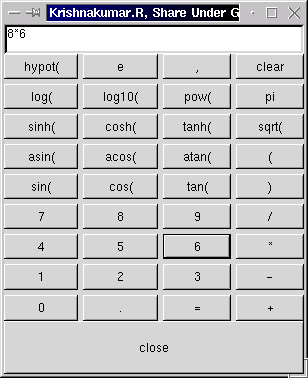 Krishnakumar.R, Share Under G
8*6
hypot( e , clear
log( log10( pow( pi
sinh( cosh( tanh( sqrt(
asin( acos( atan( (
sin( cos( tan( )
7 8 9 /
4 5 6 *
1 2 3 -
0 . = +
close